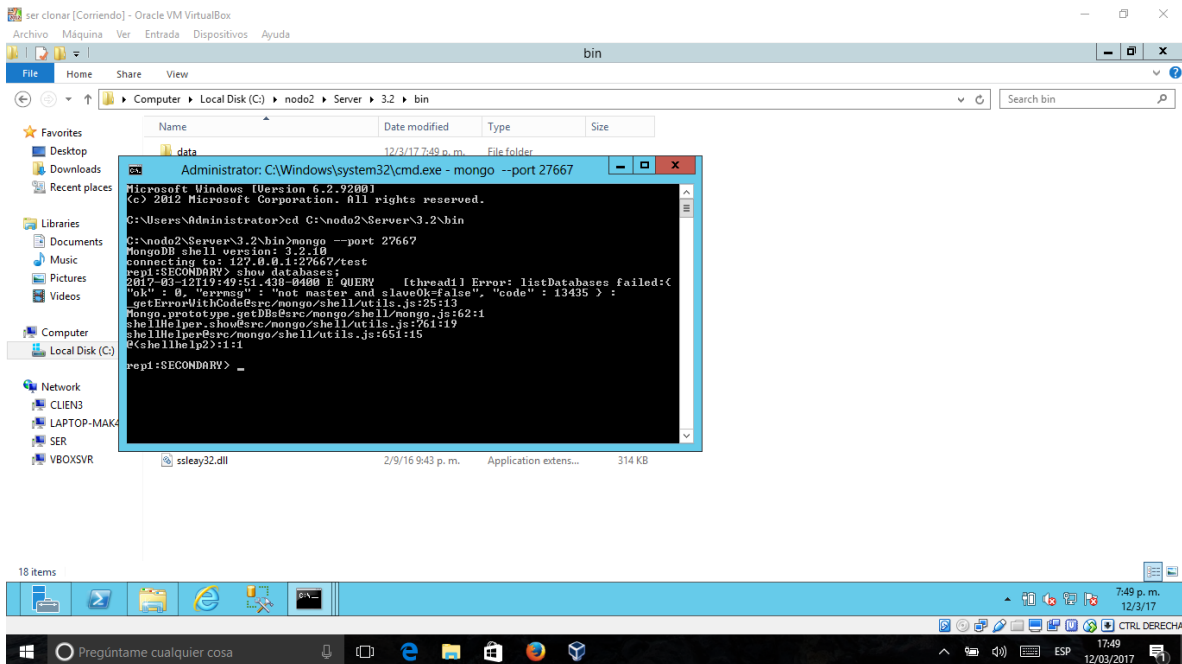 ser clonar [Corriendo] - Oracle VM VirtualBox
Archivo Máquina Ver Entrada Dispositivos Ayuda
bin
File Home Share View
Computer Local Disk (C:) nodo2 Server 3.2 bin
Search bin
Name Date modified Type Size
Favorites
Desktop
Downloads
Recent places
Libraries
Documents
Music
Pictures
Videos
Computer
Local Disk (C:)
Network
CLIEN3
LAPTOP-MAK4
SER
VBOXSVR
data 12/3/17 7:49 p. m. File folder
Administrator: C:\Windows\system32\cmd.exe - mongo --port 27667
Microsoft Windows [Version 6.2.9200]
(c) 2012 Microsoft Corporation. All rights reserved.
C:\Users\Administrator>cd C:\nodo2\Server\3.2\bin
C:\nodo2\Server\3.2\bin>mongo --port 27667
MongoDB shell version: 3.2.10
connecting to: 127.0.0.1:27667/test
rep1:SECONDARY> show databases;
2017-03-12T19:49:51.438-0400 E QUERY [thread1] Error: listDatabases failed:{
"ok" : 0, "errmsg" : "not master and slaveOk=false", "code" : 13435 } :
_getErrorWithCode@src/mongo/shell/utils.js:25:13
Mongo.prototype.getDBs@src/mongo/shell/mongo.js:62:1
shellHelper.show@src/mongo/shell/utils.js:761:19
shellHelper@src/mongo/shell/utils.js:651:15
@(shellhelp2):1:1
rep1:SECONDARY> _
ssleay32.dll 2/9/16 9:43 p. m. Application extens... 314 KB
18 items
7:49 p. m.
12/3/17
CTRL DERECHA
Pregúntame cualquier cosa
ESP
17:49
12/03/2017